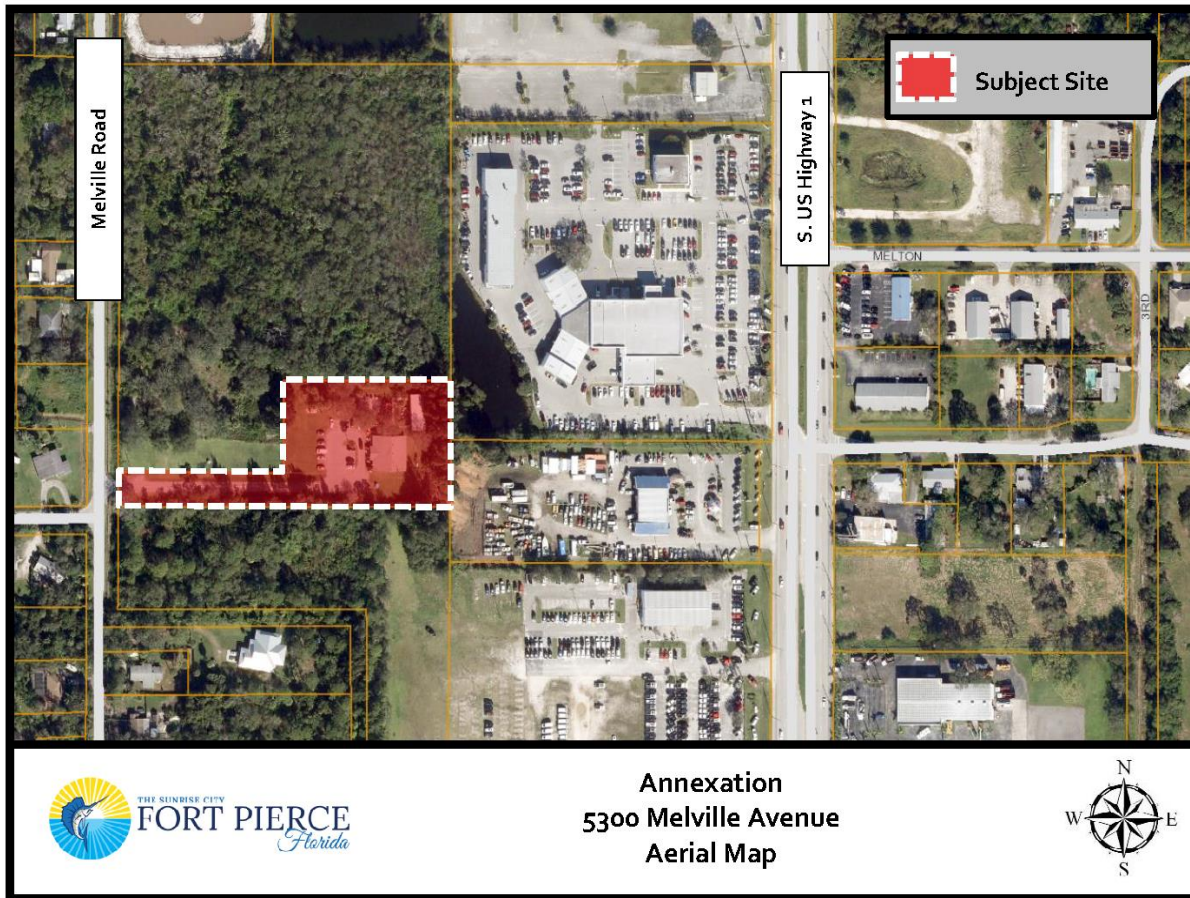 Subject Site
Melville Road
S. US Highway 1
MELTON
3RD
THE SUNRISE CITY
FORT PIERCE
Florida
Annexation
5300 Melville Avenue
Aerial Map
N
W
E
S